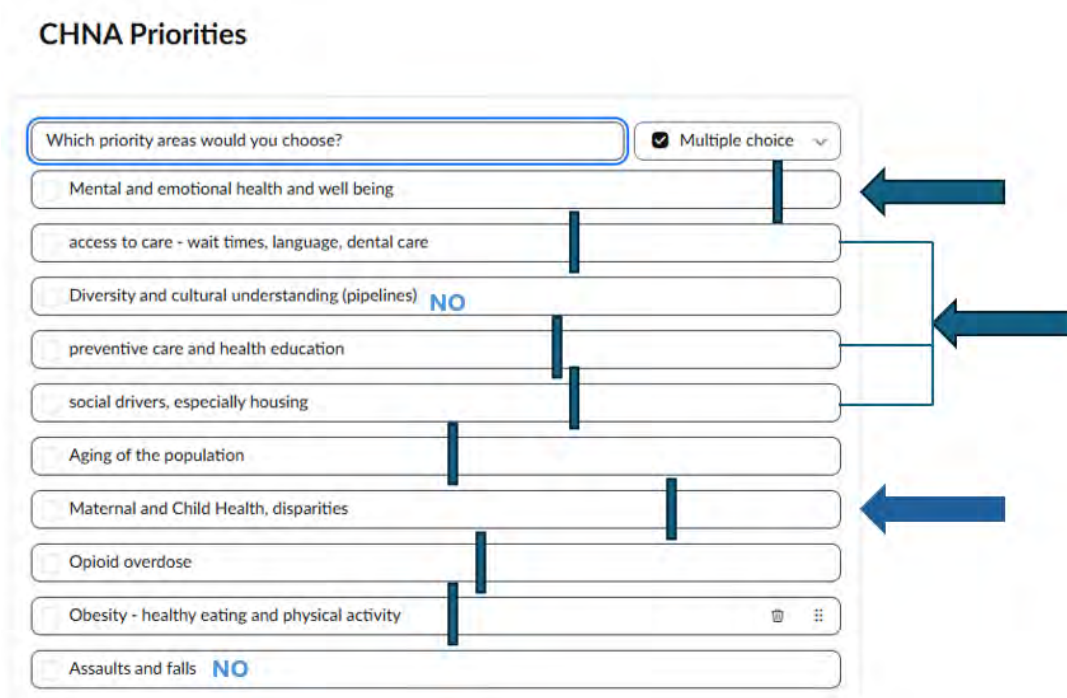 CHNA Priorities
Which priority areas would you choose?
Multiple choice
Mental and emotional health and well being
access to care - wait times, language, dental care
Diversity and cultural understanding (pipelines) NO
preventive care and health education
social drivers, especially housing
Aging of the population
Maternal and Child Health, disparities
Opioid overdose
Obesity - healthy eating and physical activity
Assaults and falls NO